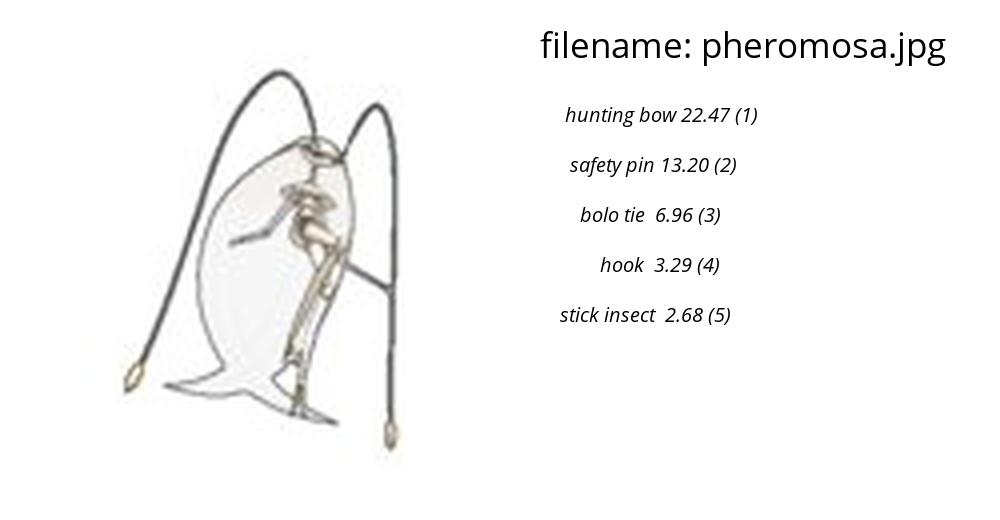 filename: pheromosa.jpg
hunting bow 22.47 (1)
safety pin 13.20 (2)
bolo tie 6.96 (3)
hook 3.29 (4)
stick insect 2.68 (5)